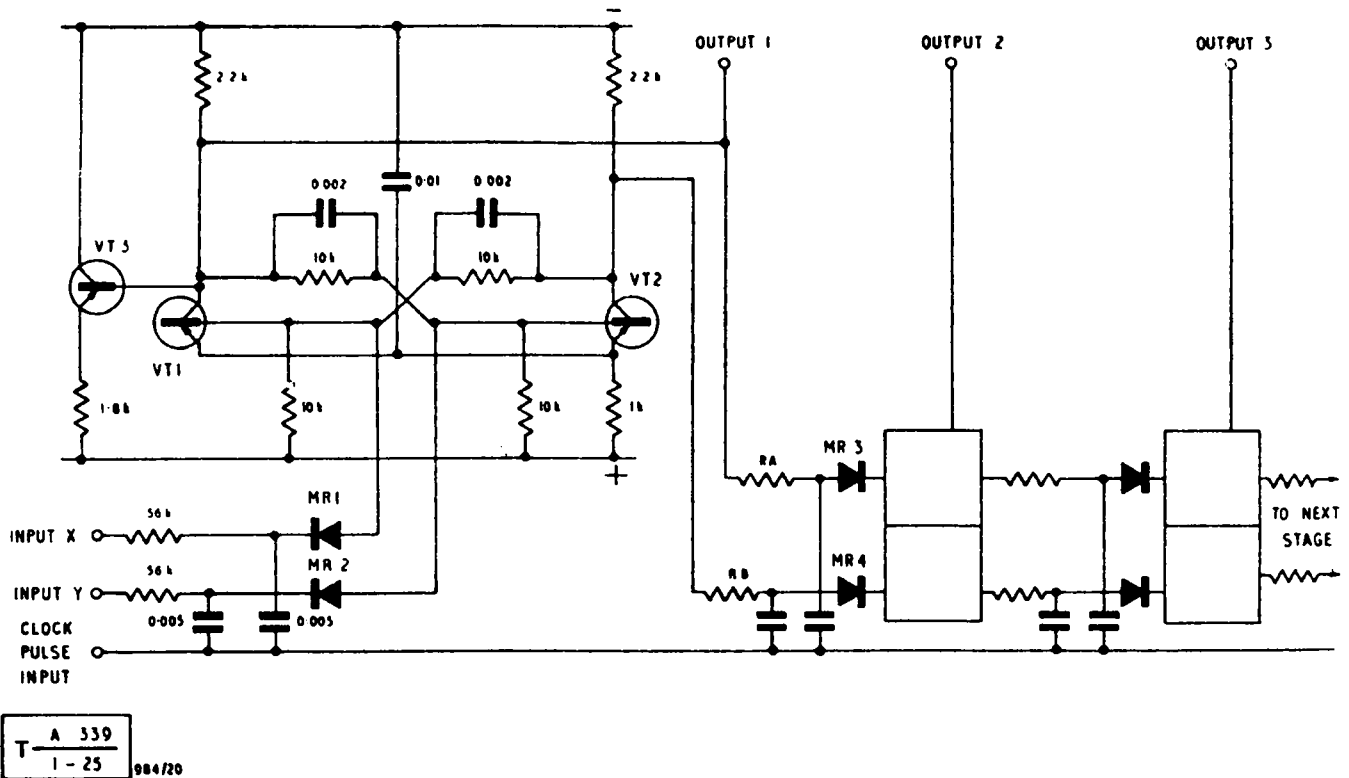 −
OUTPUT 1
OUTPUT 2
OUTPUT 3
2.2k
2.2k
0.002
0.01
0.002
VT3
10k
10k
VT2
VT1
1.8k
10k
10k
1k
+
RA
MR 3
MR1
56k
INPUT X
TO NEXT
STAGE
MR 2
56k
INPUT Y
RB
MR4
0.005
0.005
CLOCK
PULSE
INPUT
T A 339
1 - 25
984/20